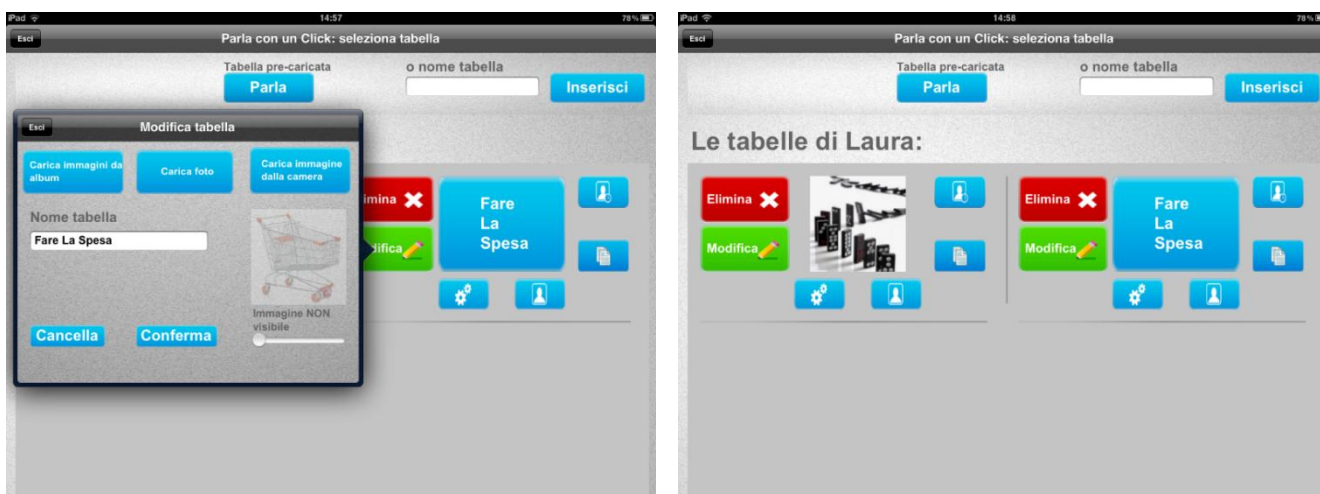 iPad 14:57 78%
Esci Parla con un Click: seleziona tabella
Tabella pre-caricata o nome tabella
Parla Inserisci
Esci Modifica tabella
Carica immagini da
album
Carica foto
Carica immagine
dalla camera
Nome tabella
Fare La Spesa
Immagine NON
visibile
Cancella Conferma
imina
difica
Fare
La
Spesa
iPad 14:58 78%
Esci Parla con un Click: seleziona tabella
Tabella pre-caricata o nome tabella
Parla Inserisci
Le tabelle di Laura:
Elimina
Modifica
Elimina
Modifica
Fare
La
Spesa